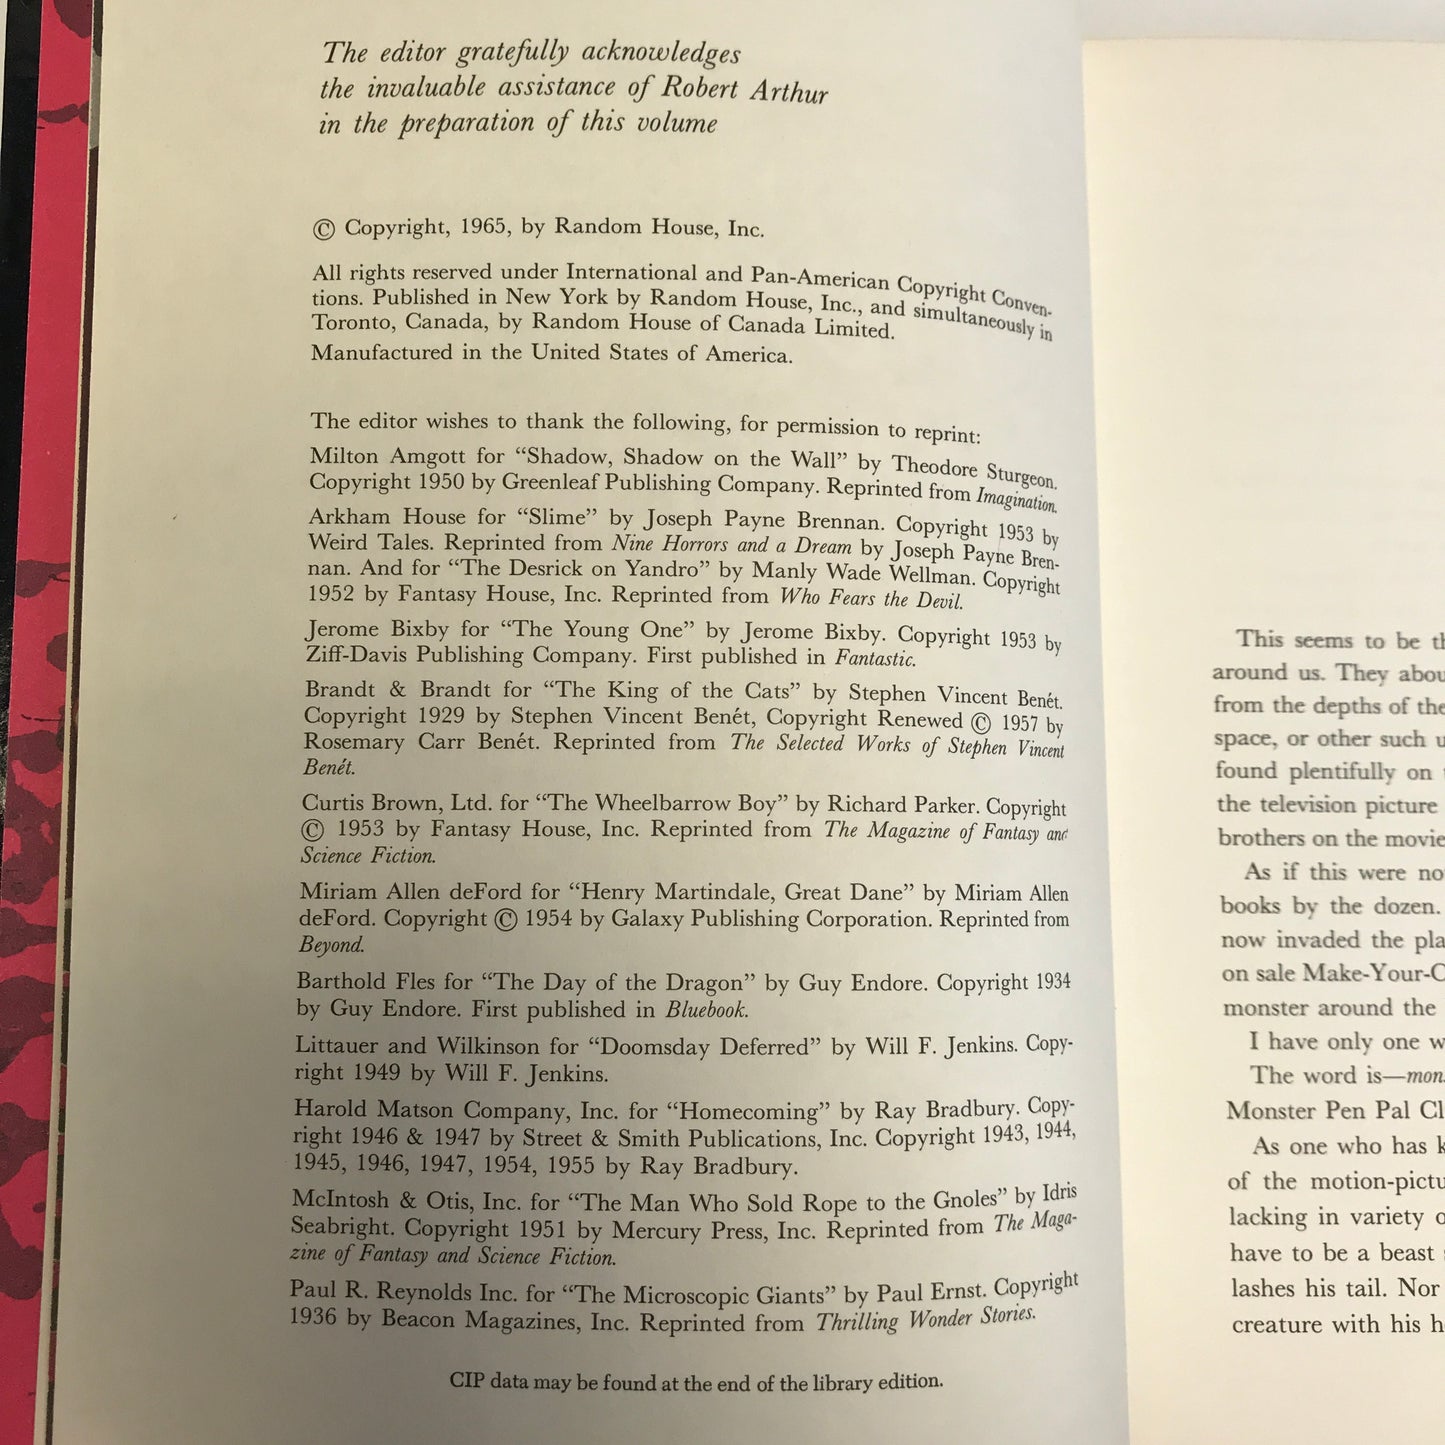 The editor gratefully acknowledges
the invaluable assistance of Robert Arthur
in the preparation of this volume
© Copyright, 1965, by Random House, Inc.
All rights reserved under International and Pan-American Copyright Conven-
tions. Published in New York by Random House, Inc., and simultaneously in
Toronto, Canada, by Random House of Canada Limited.
Manufactured in the United States of America.
The editor wishes to thank the following, for permission to reprint:
Milton Amgott for “Shadow, Shadow on the Wall” by Theodore Sturgeon.
Copyright 1950 by Greenleaf Publishing Company. Reprinted from Imagination.
Arkham House for “Slime” by Joseph Payne Brennan. Copyright 1953 by
Weird Tales. Reprinted from Nine Horrors and a Dream by Joseph Payne Bren-
nan. And for “The Desrick on Yandro” by Manly Wade Wellman. Copyright
1952 by Fantasy House, Inc. Reprinted from Who Fears the Devil.
Jerome Bixby for “The Young One” by Jerome Bixby. Copyright 1953 by
Ziff-Davis Publishing Company. First published in Fantastic.
Brandt & Brandt for “The King of the Cats” by Stephen Vincent Benét.
Copyright 1929 by Stephen Vincent Benét, Copyright Renewed © 1957 by
Rosemary Carr Benét. Reprinted from The Selected Works of Stephen Vincent
Benét.
Curtis Brown, Ltd. for “The Wheelbarrow Boy” by Richard Parker. Copyright
© 1953 by Fantasy House, Inc. Reprinted from The Magazine of Fantasy and
Science Fiction.
Miriam Allen deFord for “Henry Martindale, Great Dane” by Miriam Allen
deFord. Copyright © 1954 by Galaxy Publishing Corporation. Reprinted from
Beyond.
Barthold Fles for “The Day of the Dragon” by Guy Endore. Copyright 1934
by Guy Endore. First published in Bluebook.
Littauer and Wilkinson for “Doomsday Deferred” by Will F. Jenkins. Copy-
right 1949 by Will F. Jenkins.
Harold Matson Company, Inc. for “Homecoming” by Ray Bradbury. Copy-
right 1946 & 1947 by Street & Smith Publications, Inc. Copyright 1943, 1944,
1945, 1946, 1947, 1954, 1955 by Ray Bradbury.
McIntosh & Otis, Inc. for “The Man Who Sold Rope to the Gnoles” by Idris
Seabright. Copyright 1951 by Mercury Press, Inc. Reprinted from The Maga-
zine of Fantasy and Science Fiction.
Paul R. Reynolds Inc. for “The Microscopic Giants” by Paul Ernst. Copyright
1936 by Beacon Magazines, Inc. Reprinted from Thrilling Wonder Stories.
CIP data may be found at the end of the library edition.
This seems to be
around us. They
from the depths of the
space, or other such
found plentifully on
the television picture
brothers on the
As if this were
books by the dozen.
now invaded the
on sale
monster around the
I have only one
The word is—
Monster Pen Pal
As one who has
of the
lacking in variety
have to be a beast
lashes his tail. Nor
creature with his